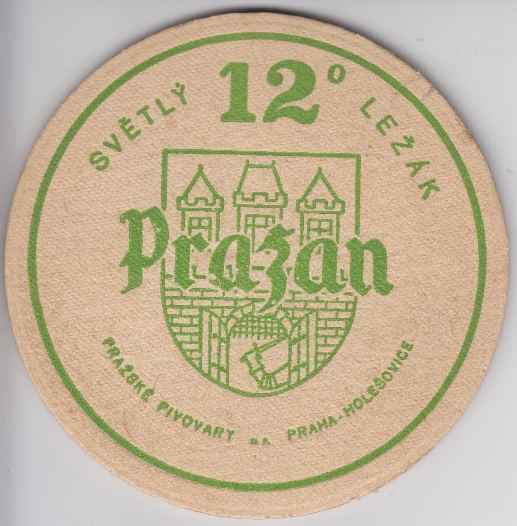 SVĚTLÝ 12° LEŽÁK
Pražan
PRAŽSKÉ PIVOVARY n.p. PRAHA-HOLEŠOVICE